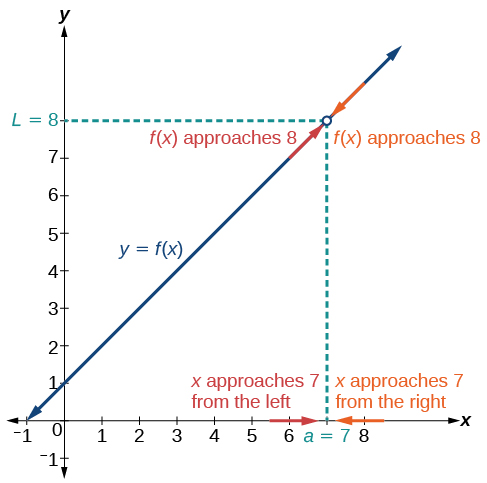 y
L = 8
f(x) approaches 8
f(x) approaches 8
7
6
5
y = f(x)
4
3
2
1
x approaches 7
from the left
x approaches 7
from the right
x
−1
0
1
2
3
4
5
6
a = 7
8
−1